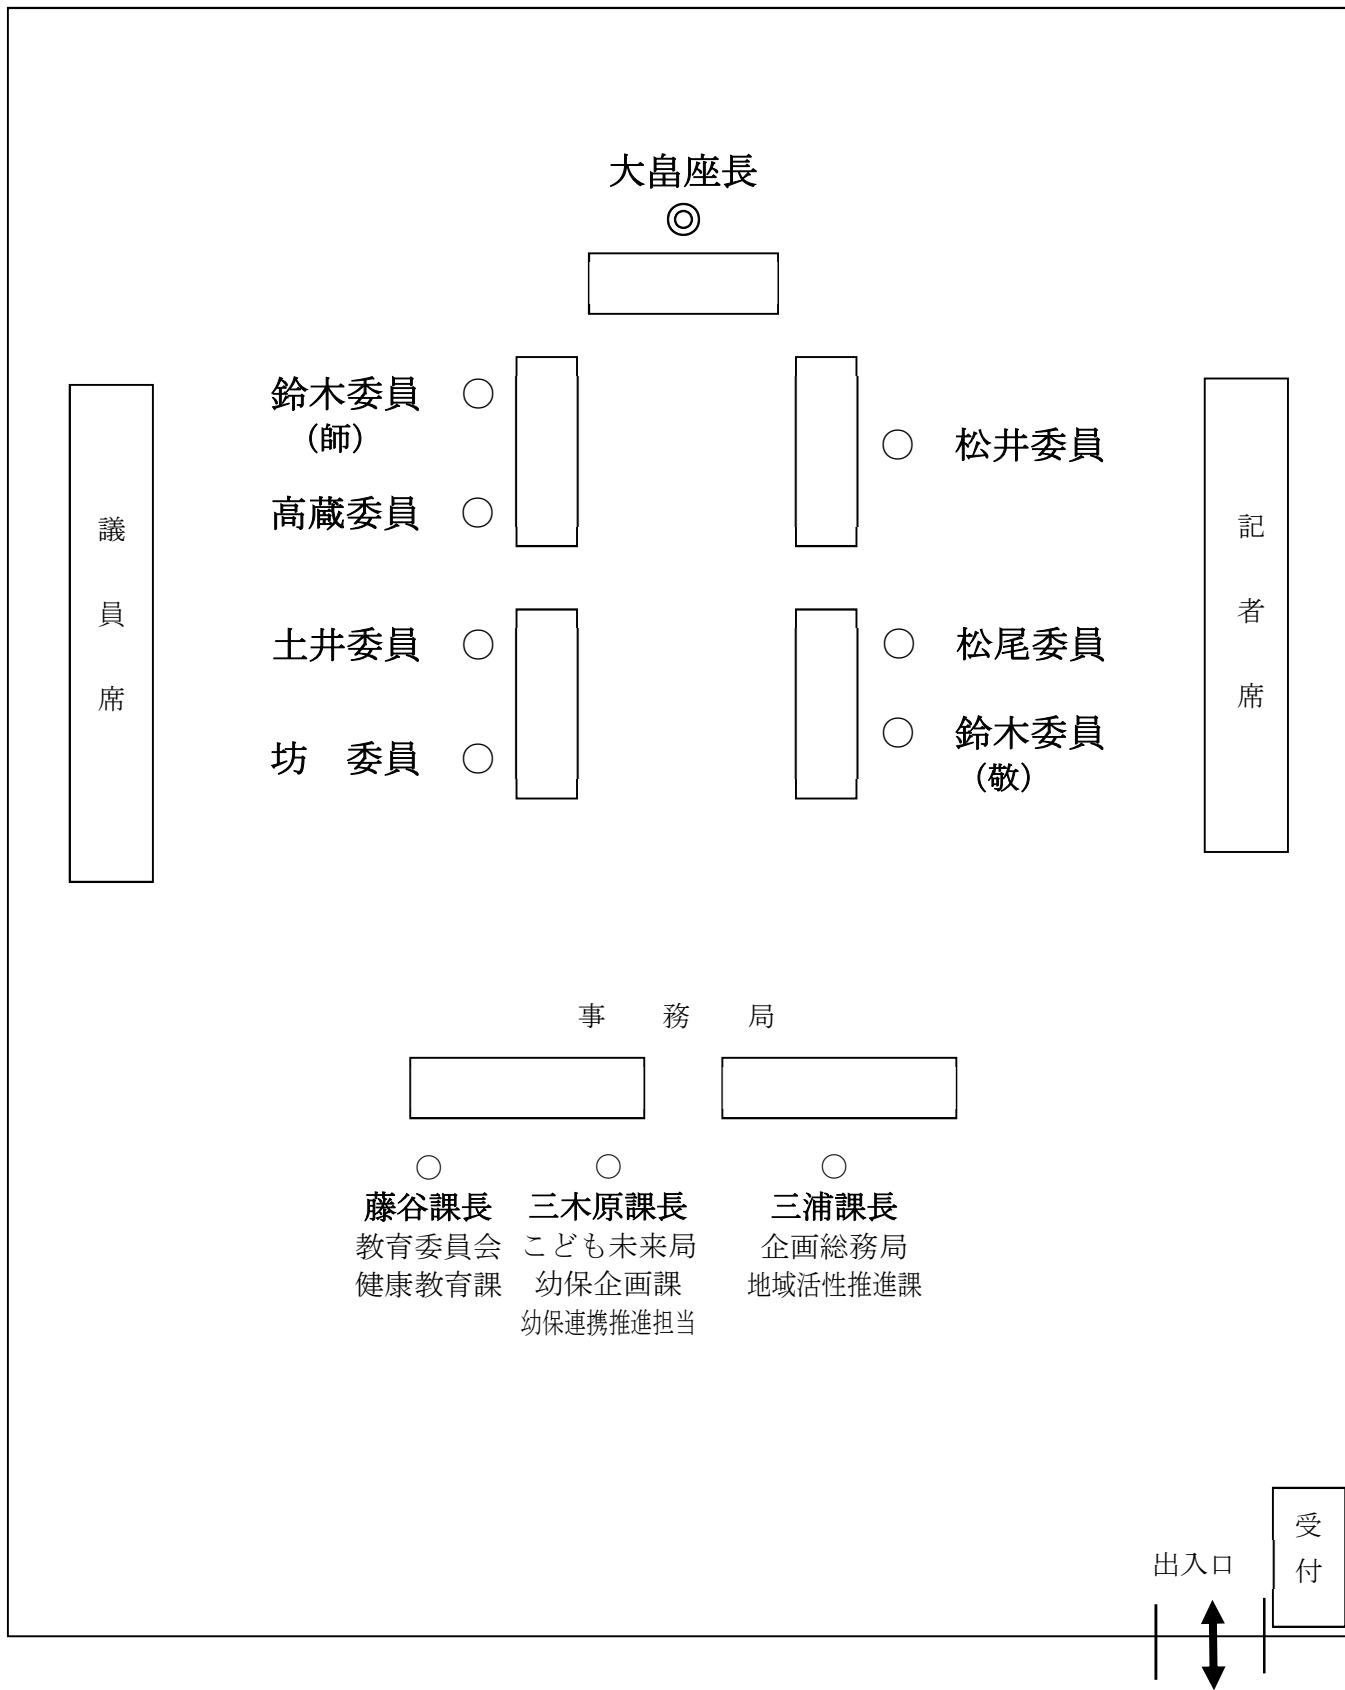 大畠座長
◎
鈴木委員 ○
(師)
高蔵委員 ○
土井委員 ○
坊　委員 ○
○ 松井委員
○ 松尾委員
○ 鈴木委員
(敬)
議員席
記者席
事　務　局
○
藤谷課長
教育委員会
健康教育課
○
三木原課長
こども未来局
幼保企画課
幼保連携推進担当
○
三浦課長
企画総務局
地域活性推進課
出入口
受付